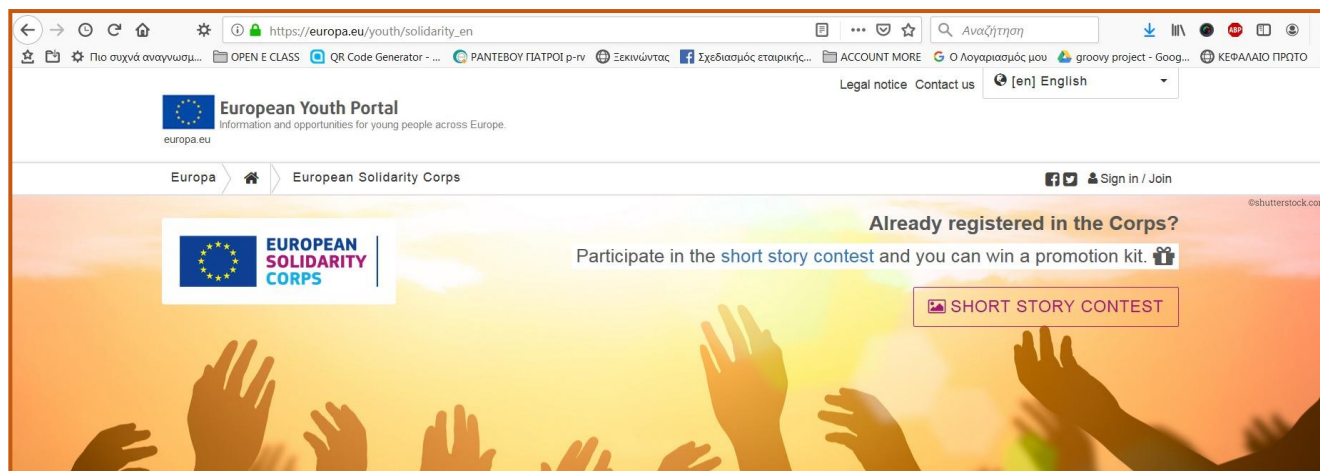 https://europa.eu/youth/solidarity_en
Αναζήτηση
ABP
Πιο συχνά αναγνωσμ...
OPEN E CLASS
QR Code Generator - ...
ΡΑΝΤΕΒΟΥ ΓΙΑΤΡΟΙ p-rv
Ξεκινώντας
Σχεδιασμός εταιρικής...
ACCOUNT MORE
Ο Λογαριασμός μου
groovy project - Goog...
ΚΕΦΑΛΑΙΟ ΠΡΩΤΟ
Legal notice Contact us [en] English
European Youth Portal
Information and opportunities for young people across Europe.
europa.eu
Europa
European Solidarity Corps
Sign in / Join
©shutterstock.com
EUROPEAN
SOLIDARITY
CORPS
Already registered in the Corps?
Participate in the short story contest and you can win a promotion kit.
SHORT STORY CONTEST